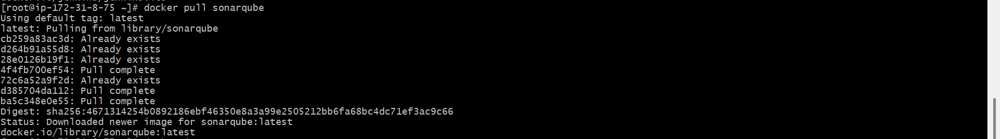 [root@ip-172-31-8-75 ~]# docker pull sonarqube
Using default tag: latest
latest: Pulling from library/sonarqube
cb259a83ac3d: Already exists
d264b91a55d8: Already exists
28e0126b19f1: Already exists
4f4fb700ef54: Pull complete
72c6a52a9f2d: Already exists
d385704da112: Pull complete
ba5c348e0e55: Pull complete
Digest: sha256:4671314254b0892186ebf46350e8a3a99e2505212bb6fa68bc4dc71ef3ac9c66
Status: Downloaded newer image for sonarqube:latest
docker.io/library/sonarqube:latest